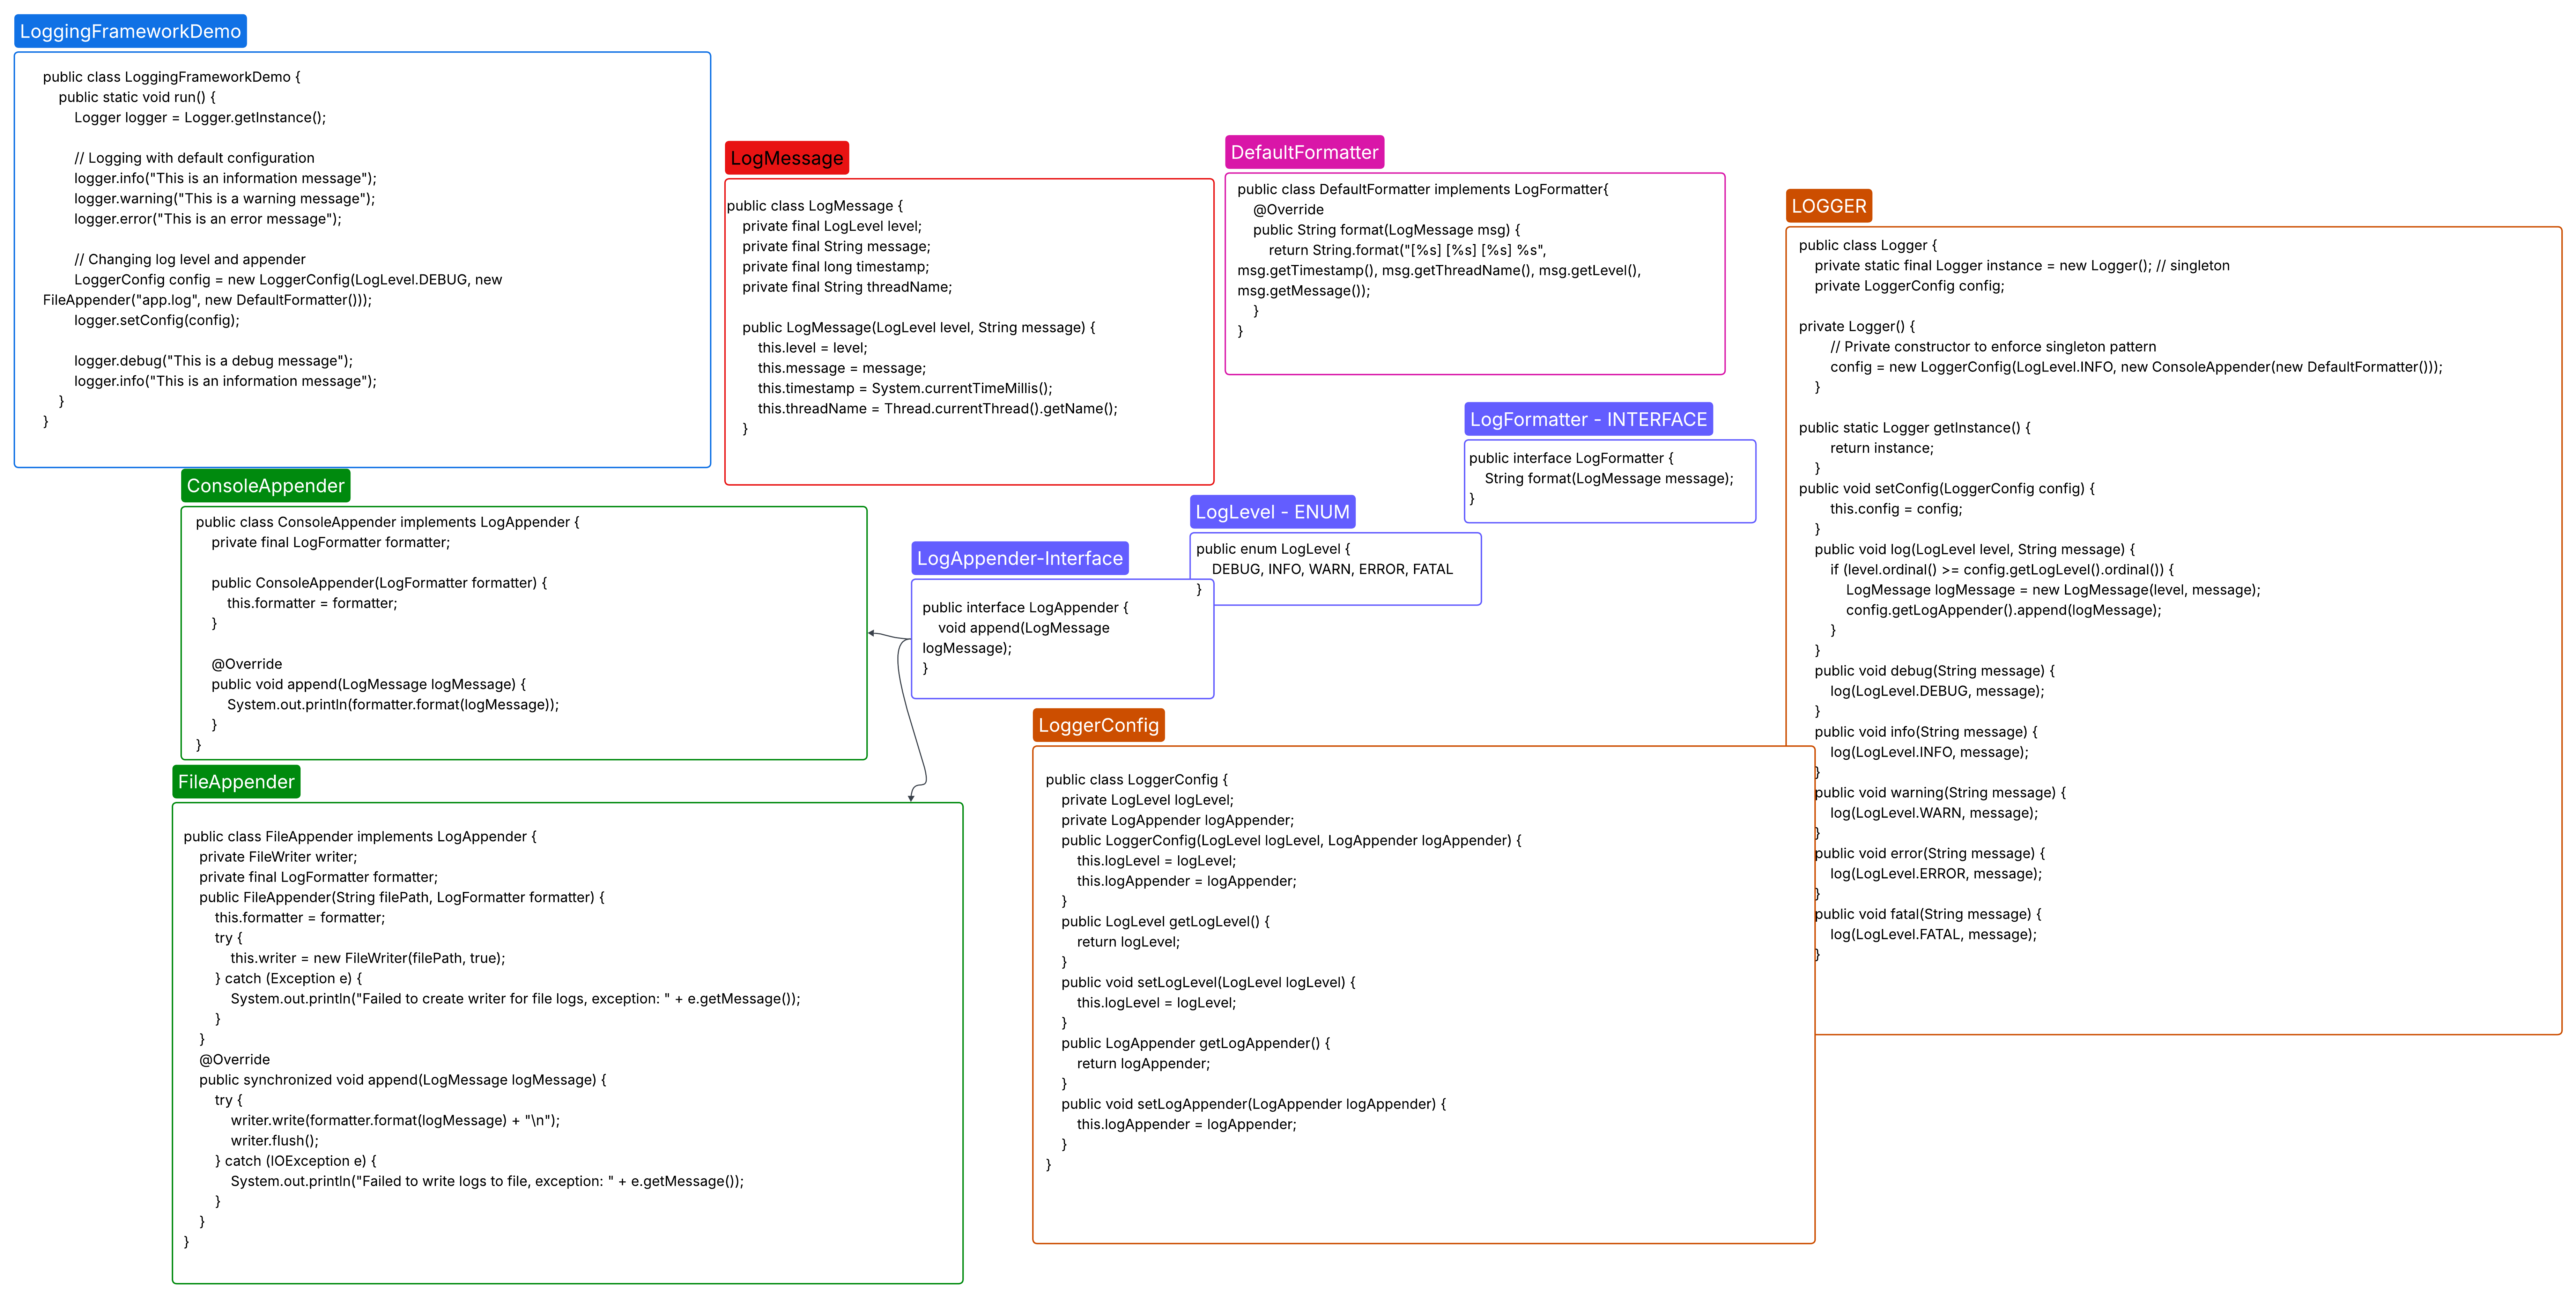 LoggingFrameworkDemo
public class LoggingFrameworkDemo {
    public static void run() {
        Logger logger = Logger.getInstance();

        // Logging with default configuration
        logger.info("This is an information message");
        logger.warning("This is a warning message");
        logger.error("This is an error message");

        // Changing log level and appender
        LoggerConfig config = new LoggerConfig(LogLevel.DEBUG, new
FileAppender("app.log", new DefaultFormatter()));
        logger.setConfig(config);

        logger.debug("This is a debug message");
        logger.info("This is an information message");
    }
}
LogMessage
public class LogMessage {
    private final LogLevel level;
    private final String message;
    private final long timestamp;
    private final String threadName;

    public LogMessage(LogLevel level, String message) {
        this.level = level;
        this.message = message;
        this.timestamp = System.currentTimeMillis();
        this.threadName = Thread.currentThread().getName();
    }
DefaultFormatter
public class DefaultFormatter implements LogFormatter{
    @Override
    public String format(LogMessage msg) {
        return String.format("[%s] [%s] [%s] %s",
msg.getTimestamp(), msg.getThreadName(), msg.getLevel(),
msg.getMessage());
    }
}
LOGGER
public class Logger {
    private static final Logger instance = new Logger(); // singleton
    private LoggerConfig config;

private Logger() {
        // Private constructor to enforce singleton pattern
        config = new LoggerConfig(LogLevel.INFO, new ConsoleAppender(new DefaultFormatter()));
    }

public static Logger getInstance() {
        return instance;
    }
public void setConfig(LoggerConfig config) {
        this.config = config;
    }
    public void log(LogLevel level, String message) {
        if (level.ordinal() >= config.getLogLevel().ordinal()) {
            LogMessage logMessage = new LogMessage(level, message);
            config.getLogAppender().append(logMessage);
        }
    }
    public void debug(String message) {
        log(LogLevel.DEBUG, message);
    }
    public void info(String message) {
        log(LogLevel.INFO, message);
    }
    public void warning(String message) {
        log(LogLevel.WARN, message);
    }
    public void error(String message) {
        log(LogLevel.ERROR, message);
    }
    public void fatal(String message) {
        log(LogLevel.FATAL, message);
    }
LogFormatter - INTERFACE
public interface LogFormatter {
    String format(LogMessage message);
}
LogLevel - ENUM
public enum LogLevel {
    DEBUG, INFO, WARN, ERROR, FATAL
}
LogAppender-Interface
public interface LogAppender {
    void append(LogMessage
logMessage);
}
ConsoleAppender
public class ConsoleAppender implements LogAppender {
    private final LogFormatter formatter;

    public ConsoleAppender(LogFormatter formatter) {
        this.formatter = formatter;
    }

    @Override
    public void append(LogMessage logMessage) {
        System.out.println(formatter.format(logMessage));
    }
}
FileAppender
public class FileAppender implements LogAppender {
    private FileWriter writer;
    private final LogFormatter formatter;
    public FileAppender(String filePath, LogFormatter formatter) {
        this.formatter = formatter;
        try {
            this.writer = new FileWriter(filePath, true);
        } catch (Exception e) {
            System.out.println("Failed to create writer for file logs, exception: " + e.getMessage());
        }
    }
    @Override
    public synchronized void append(LogMessage logMessage) {
        try {
            writer.write(formatter.format(logMessage) + "\n");
            writer.flush();
        } catch (IOException e) {
            System.out.println("Failed to write logs to file, exception: " + e.getMessage());
        }
    }
}
LoggerConfig
public class LoggerConfig {
    private LogLevel logLevel;
    private LogAppender logAppender;
    public LoggerConfig(LogLevel logLevel, LogAppender logAppender) {
        this.logLevel = logLevel;
        this.logAppender = logAppender;
    }
    public LogLevel getLogLevel() {
        return logLevel;
    }
    public void setLogLevel(LogLevel logLevel) {
        this.logLevel = logLevel;
    }
    public LogAppender getLogAppender() {
        return logAppender;
    }
    public void setLogAppender(LogAppender logAppender) {
        this.logAppender = logAppender;
    }
}